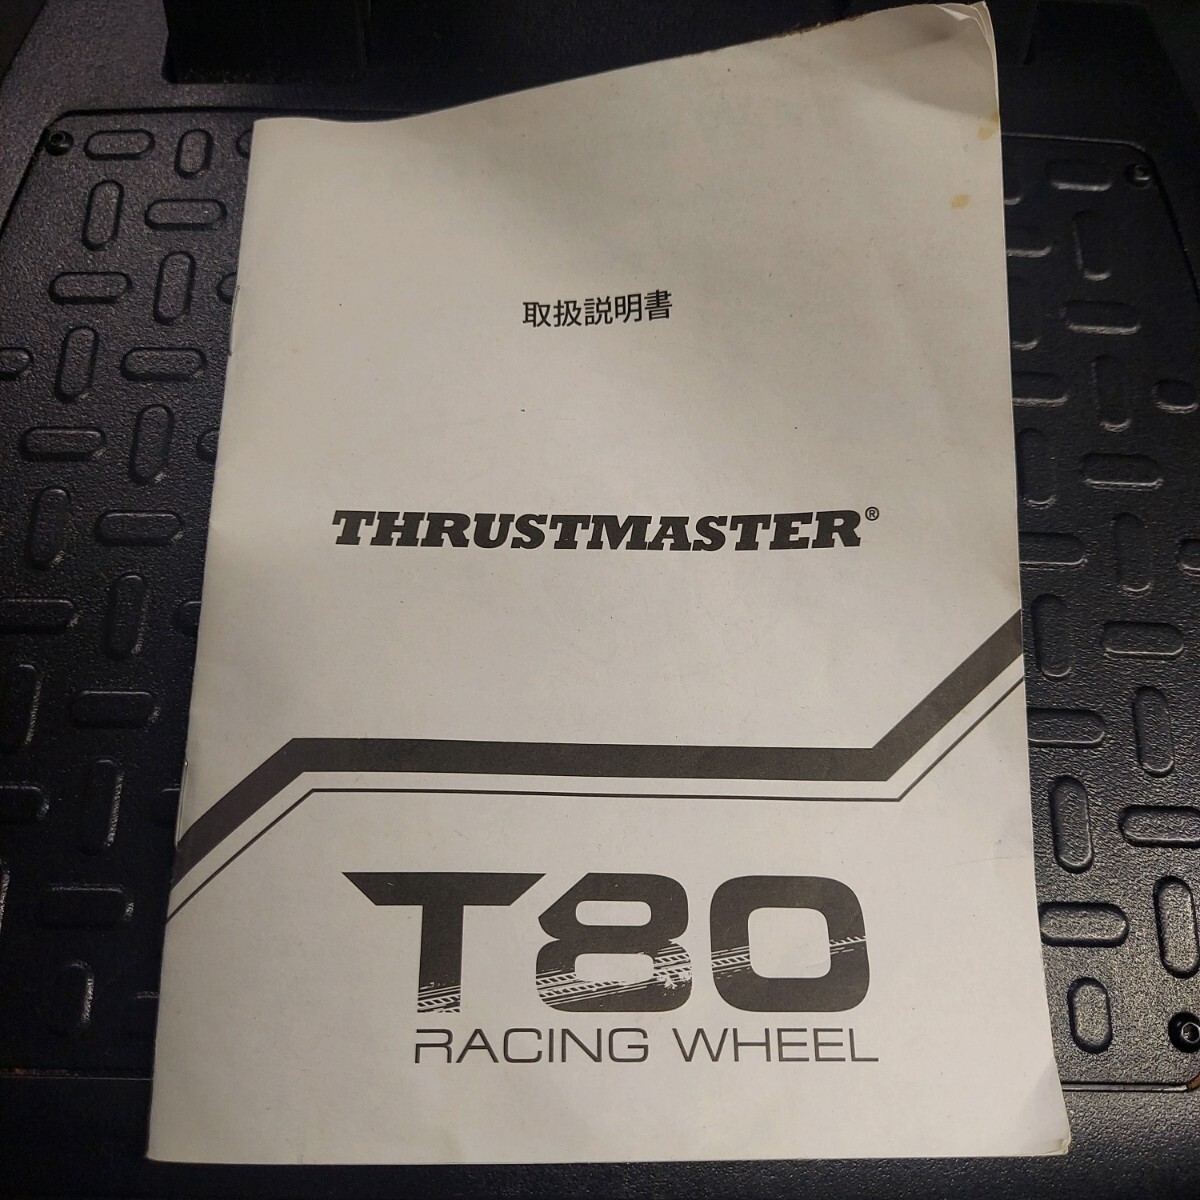 取扱説明書
THRUSTMASTER®
T80
RACING WHEEL